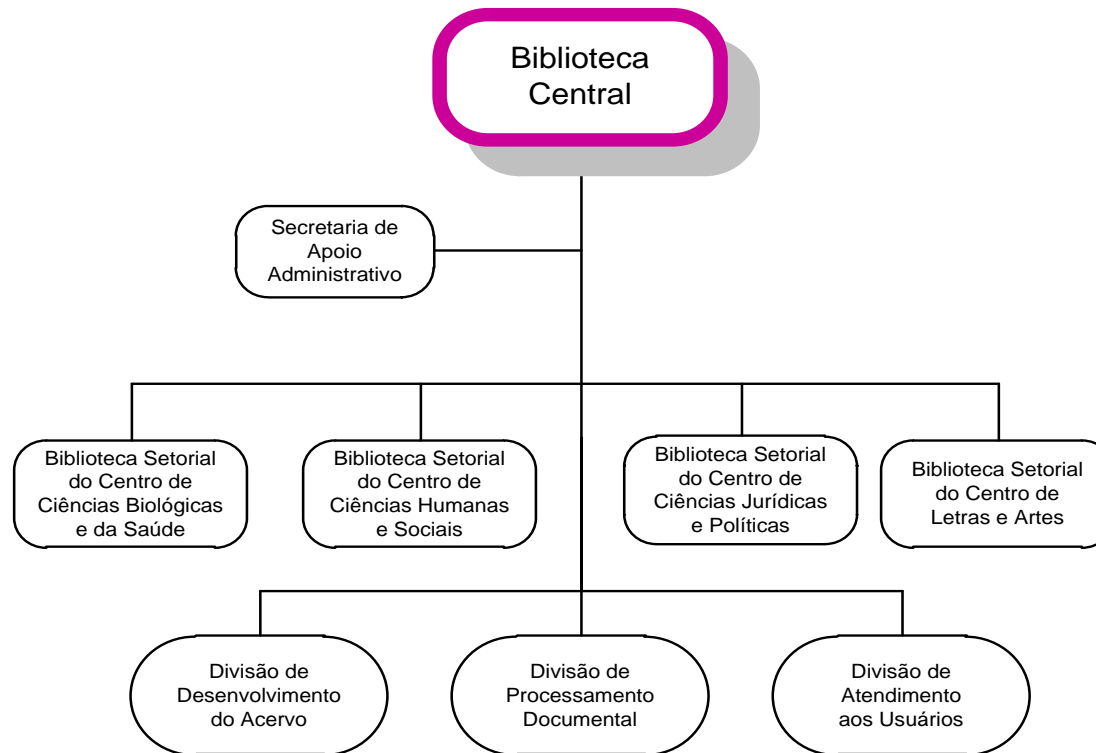 Biblioteca
Central
Secretaria de
Apoio
Administrativo
Biblioteca Setorial
do Centro de
Ciências Biológicas
e da Saúde
Biblioteca Setorial
do Centro de
Ciências Humanas
e Sociais
Biblioteca Setorial
do Centro de
Ciências Jurídicas
e Políticas
Biblioteca Setorial
do Centro de
Letras e Artes
Divisão de
Desenvolvimento
do Acervo
Divisão de
Processamento
Documental
Divisão de
Atendimento
aos Usuários